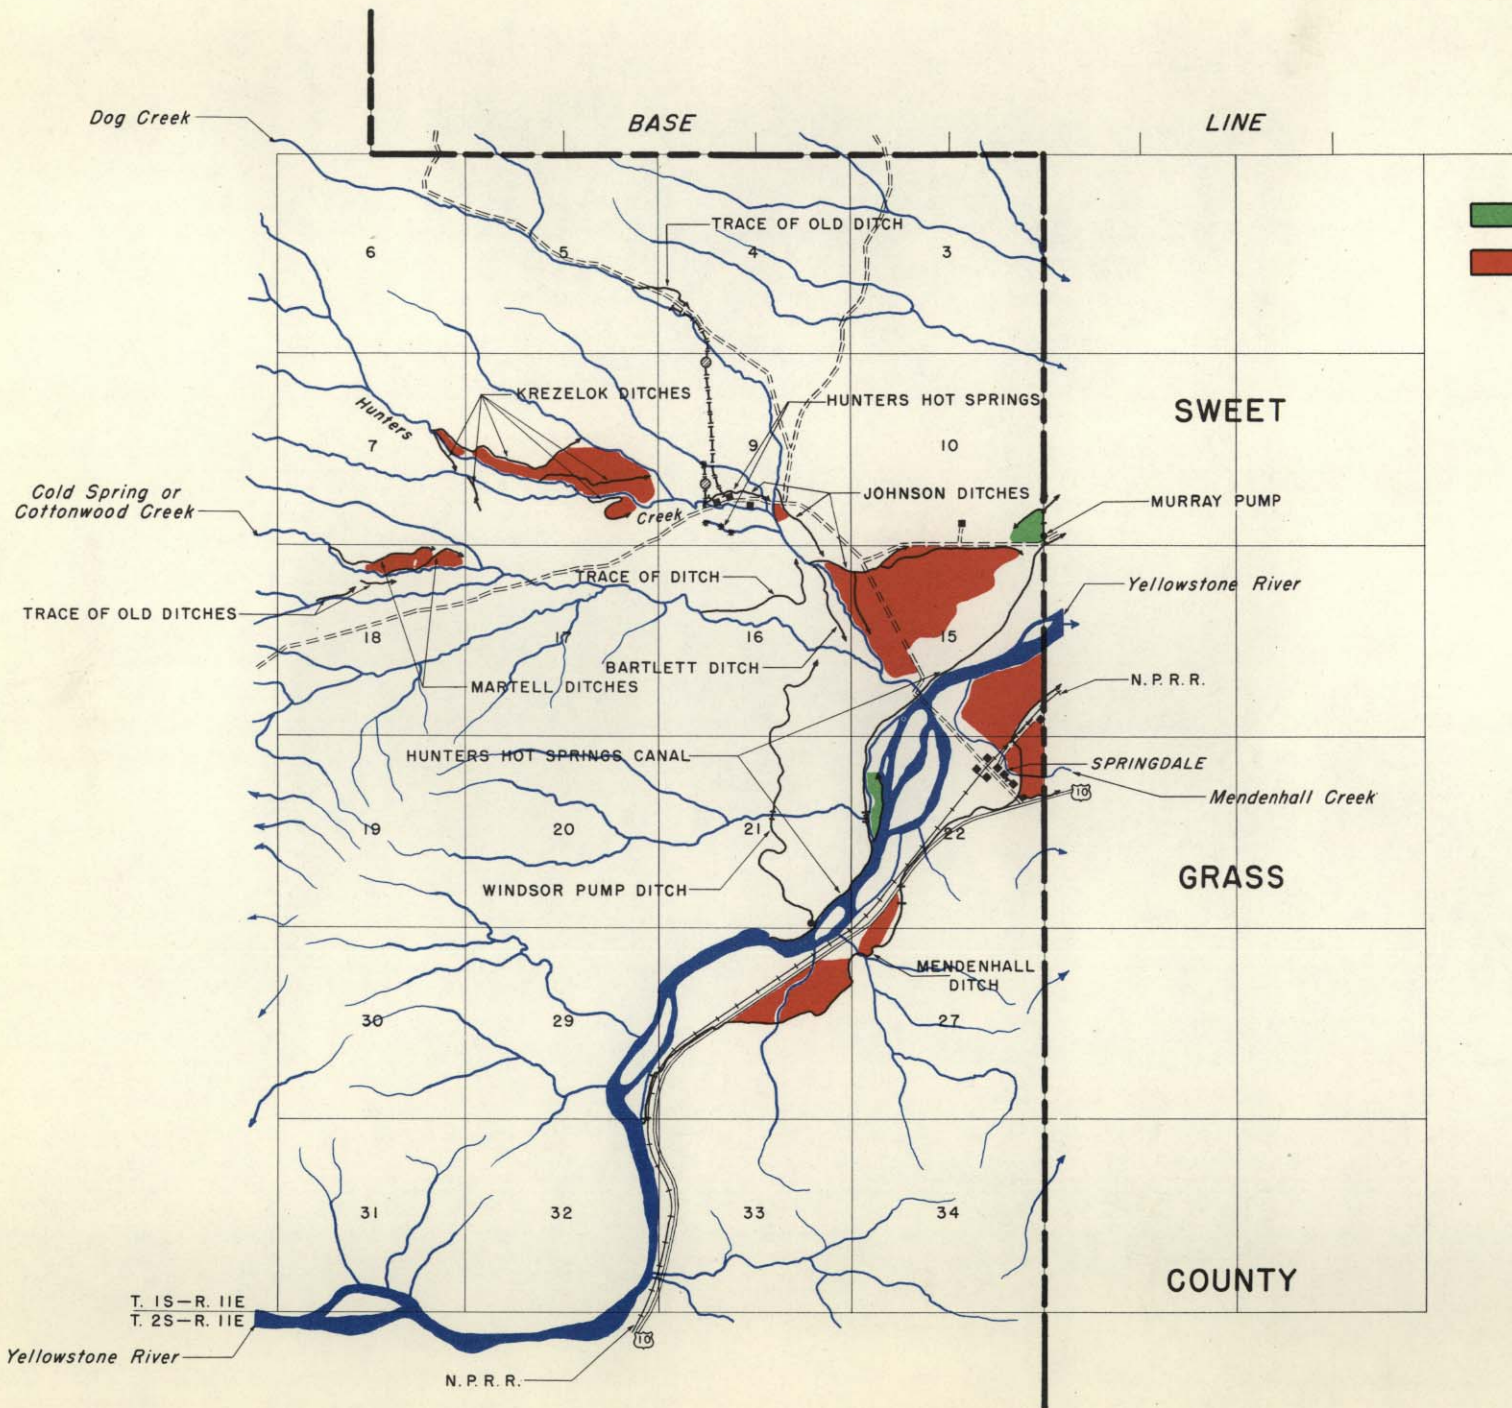 Dog Creek
BASE
LINE
TRACE OF OLD DITCH
6
5
4
3
KREZELOK DITCHES
HUNTERS HOT SPRINGS
SWEET
Hunters
7
9
10
Cold Spring or
Cottonwood Creek
JOHNSON DITCHES
MURRAY PUMP
Creek
TRACE OF DITCH
Yellowstone River
TRACE OF OLD DITCHES
18
17
16
15
BARTLETT DITCH
MARTELL DITCHES
N.P.R.R.
HUNTERS HOT SPRINGS CANAL
SPRINGDALE
10
Mendenhall Creek
19
20
21
22
WINDSOR PUMP DITCH
GRASS
MENDENHALL
DITCH
30
29
27
31
32
33
34
COUNTY
T. 1S–R. 11E
T. 2S–R. 11E
10
Yellowstone River
N.P.R.R.